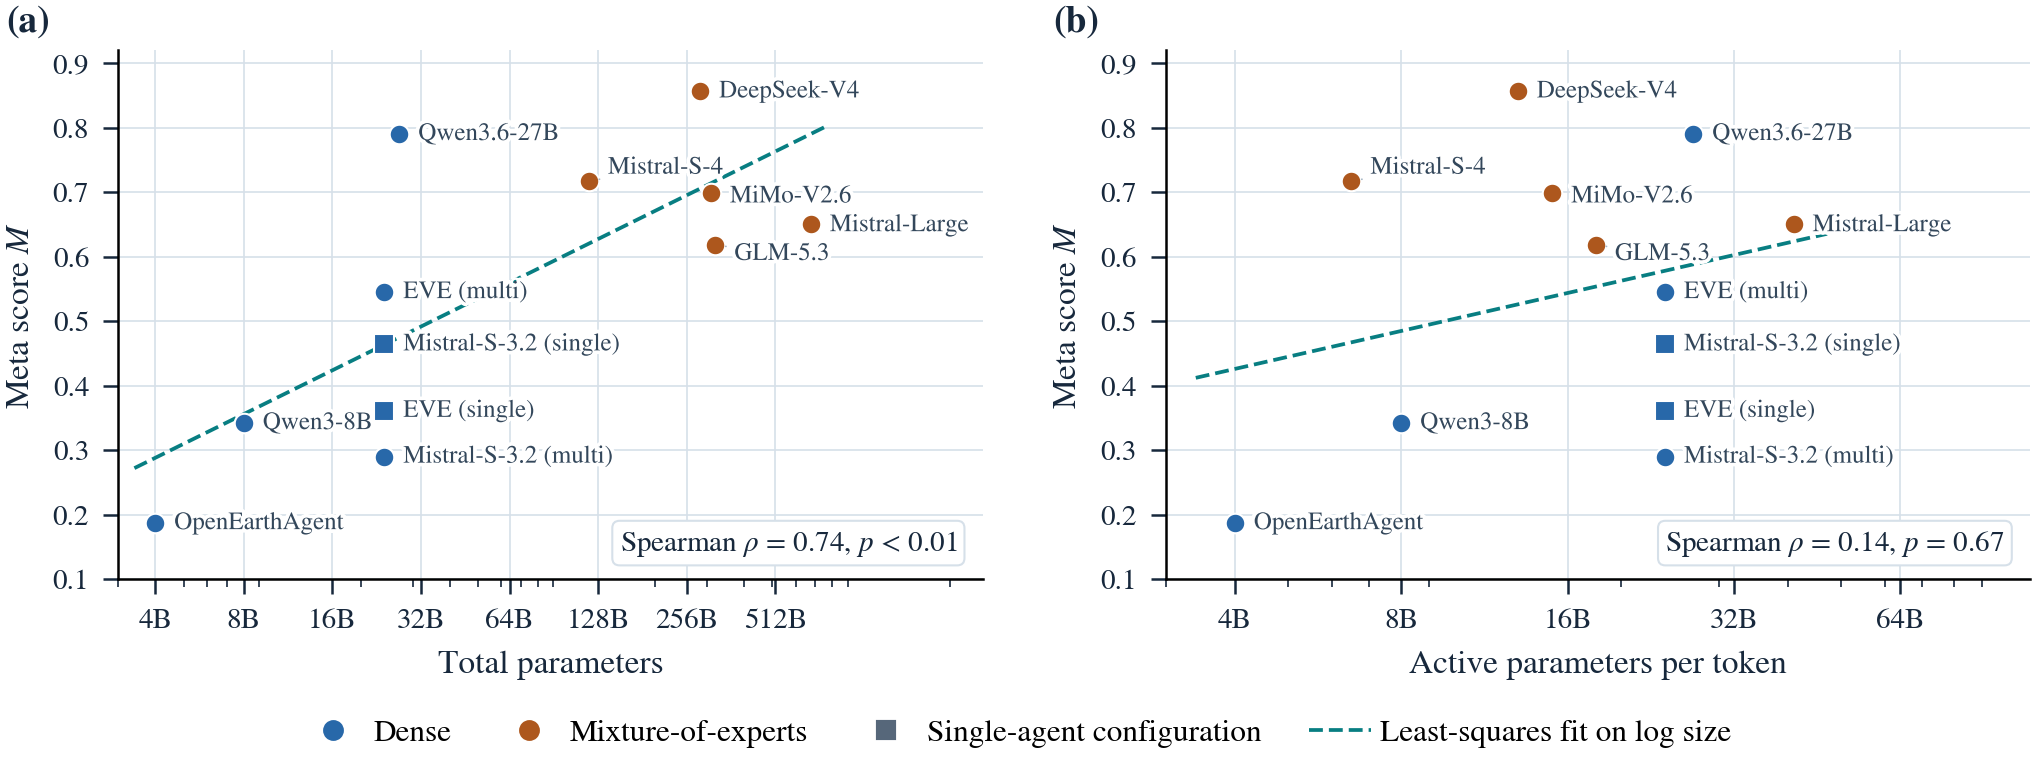 (a)
Meta score M
0.9
0.8
0.7
0.6
0.5
0.4
0.3
0.2
0.1
DeepSeek-V4
Qwen3.6-27B
Mistral-S-4
MiMo-V2.6
Mistral-Large
GLM-5.3
EVE (multi)
Mistral-S-3.2 (single)
EVE (single)
Qwen3-8B
Mistral-S-3.2 (multi)
OpenEarthAgent
Spearman ρ = 0.74, p < 0.01
4B 8B 16B 32B 64B 128B 256B 512B
Total parameters
(b)
Meta score M
0.9
0.8
0.7
0.6
0.5
0.4
0.3
0.2
0.1
DeepSeek-V4
Qwen3.6-27B
Mistral-S-4
MiMo-V2.6
Mistral-Large
GLM-5.3
EVE (multi)
Mistral-S-3.2 (single)
EVE (single)
Qwen3-8B
Mistral-S-3.2 (multi)
OpenEarthAgent
Spearman ρ = 0.14, p = 0.67
4B 8B 16B 32B 64B
Active parameters per token
Dense Mixture-of-experts Single-agent configuration Least-squares fit on log size